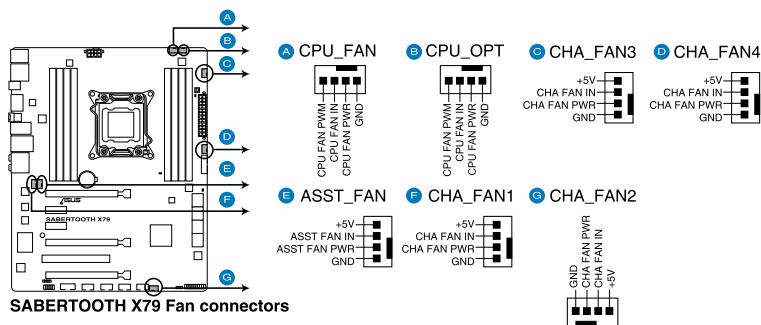 A
B
C
D
E
F
G
/SUS
SABERTOOTH X79
SABERTOOTH X79 Fan connectors
A CPU_FAN
CPU FAN PWM
CPU FAN IN
CPU FAN PWR
GND
B CPU_OPT
CPU FAN PWM
CPU FAN IN
CPU FAN PWR
GND
C CHA_FAN3
+5V
CHA FAN IN
CHA FAN PWR
GND
D CHA_FAN4
+5V
CHA FAN IN
CHA FAN PWR
GND
E ASST_FAN
+5V
ASST FAN IN
ASST FAN PWR
GND
F CHA_FAN1
+5V
CHA FAN IN
CHA FAN PWR
GND
G CHA_FAN2
GND
CHA FAN PWR
CHA FAN IN
+5V